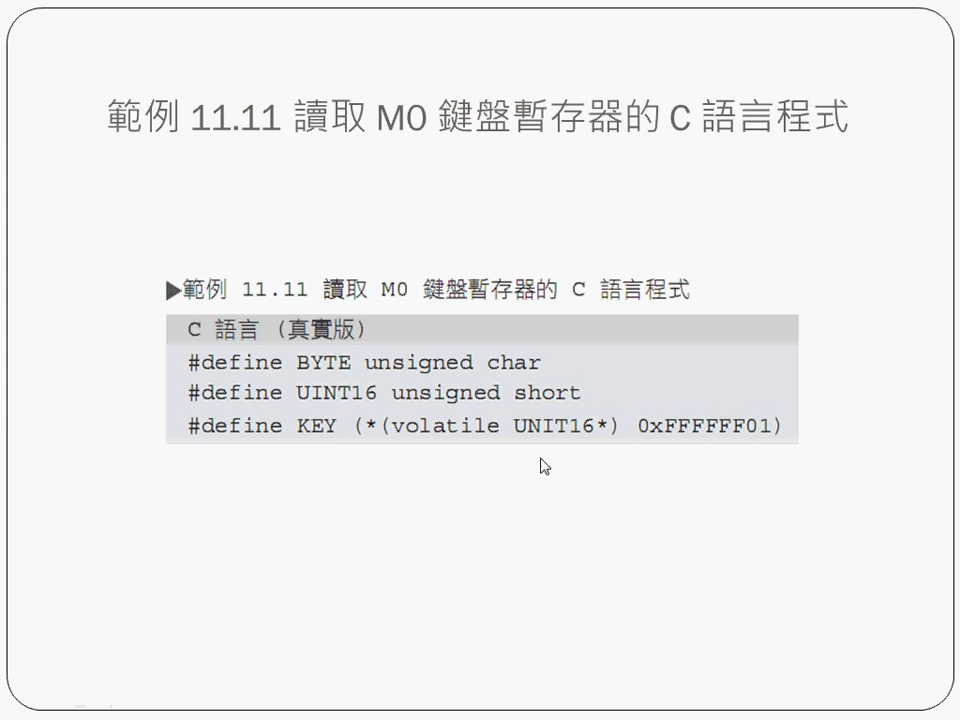 範例 11.11 讀取 M0 鍵盤暫存器的 C 語言程式
▶範例 11.11 讀取 M0 鍵盤暫存器的 C 語言程式
C 語言 (真實版)
#define BYTE unsigned char
#define UINT16 unsigned short
#define KEY (*(volatile UNIT16*) 0xFFFFFF01)